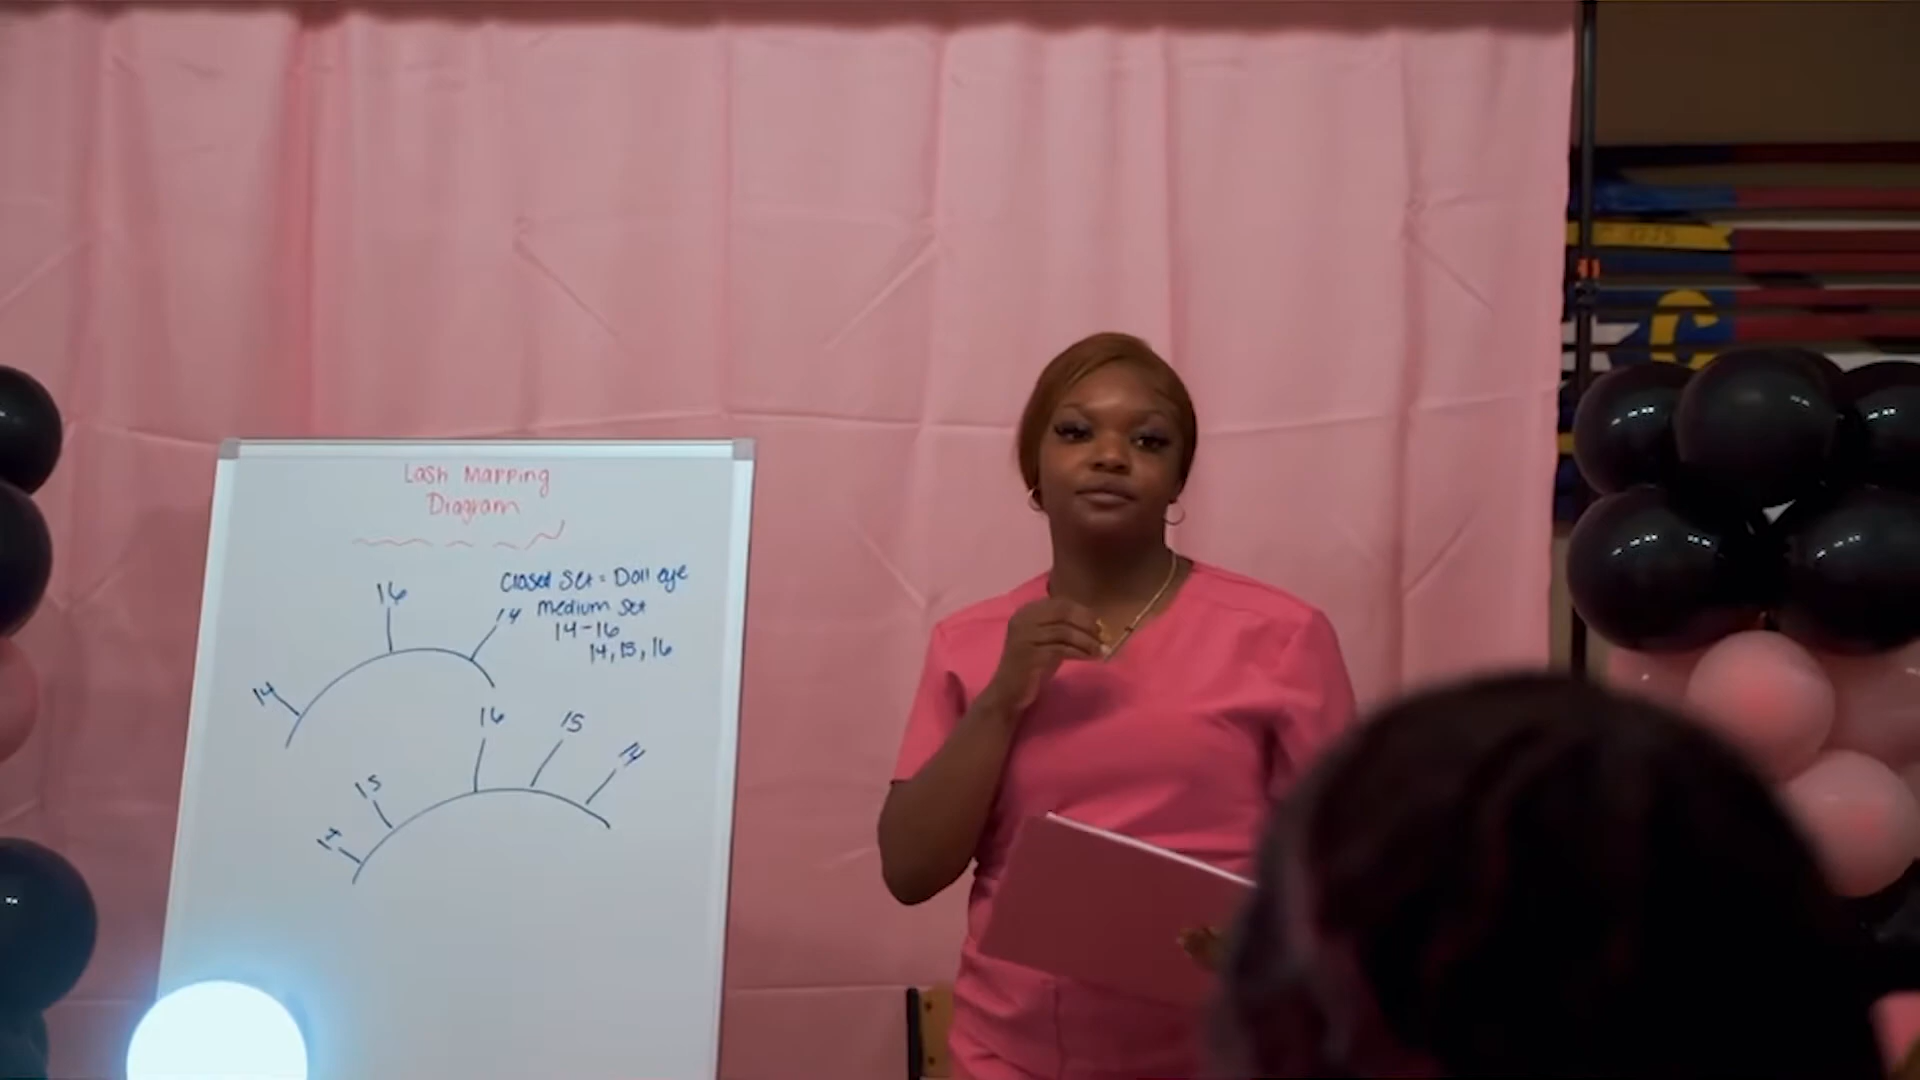 Lash Mapping
Diagram
Closed Set = Doll eye
Medium Set
14-16
14, 15, 16
16
14
14
16
15
14
15
14